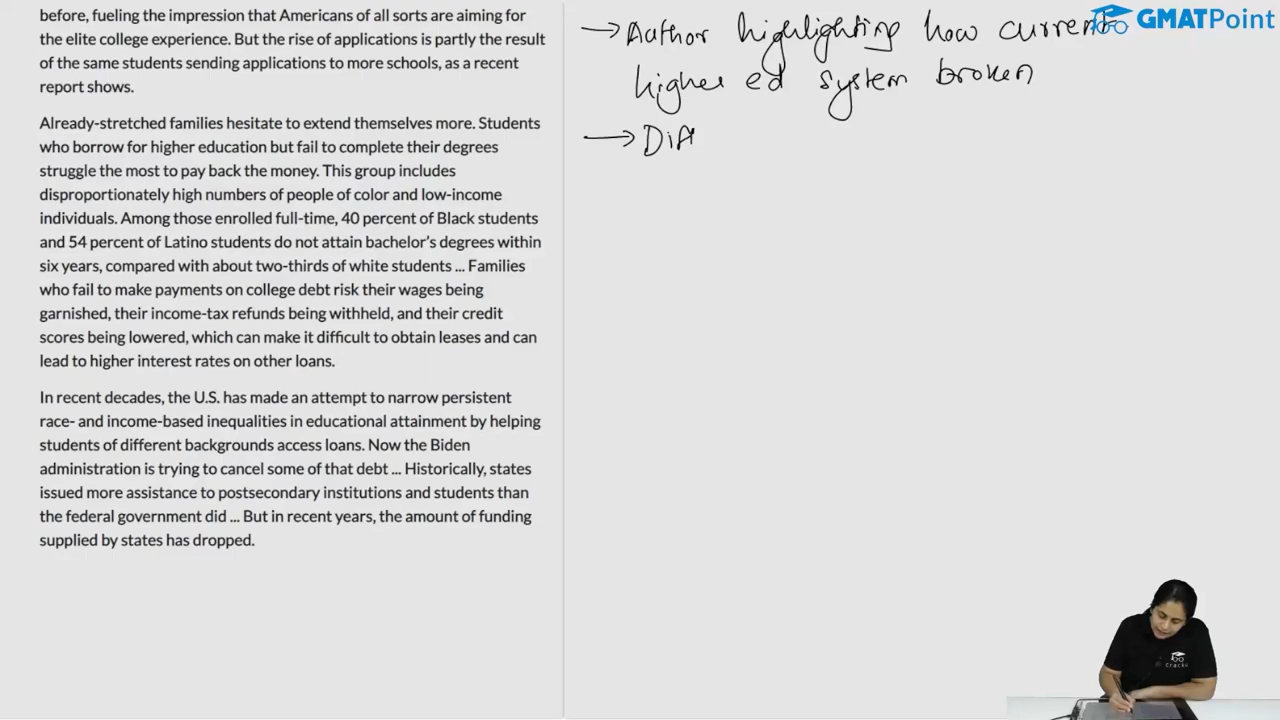 before, fueling the impression that Americans of all sorts are aiming for
the elite college experience. But the rise of applications is partly the result
of the same students sending applications to more schools, as a recent
report shows.
Already-stretched families hesitate to extend themselves more. Students
who borrow for higher education but fail to complete their degrees
struggle the most to pay back the money. This group includes
disproportionately high numbers of people of color and low-income
individuals. Among those enrolled full-time, 40 percent of Black students
and 54 percent of Latino students do not attain bachelor's degrees within
six years, compared with about two-thirds of white students ... Families
who fail to make payments on college debt risk their wages being
garnished, their income-tax refunds being withheld, and their credit
scores being lowered, which can make it difficult to obtain leases and can
lead to higher interest rates on other loans.
In recent decades, the U.S. has made an attempt to narrow persistent
race- and income-based inequalities in educational attainment by helping
students of different backgrounds access loans. Now the Biden
administration is trying to cancel some of that debt ... Historically, states
issued more assistance to postsecondary institutions and students than
the federal government did ... But in recent years, the amount of funding
supplied by states has dropped.
GMATPoint
→ Author highlighting how current
higher ed system broken
→ Diff
Cracku